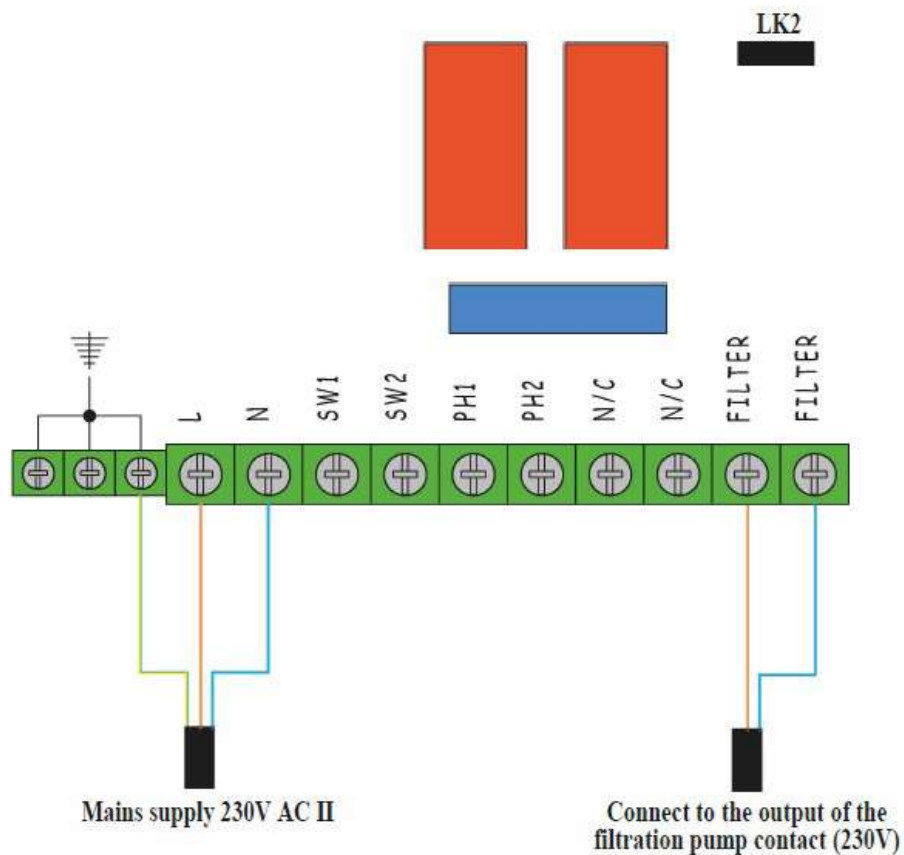 LK2
L
N
SW1
SW2
PH1
PH2
N/C
N/C
FILTER
FILTER
Mains supply 230V AC II
Connect to the output of the
filtration pump contact (230V)